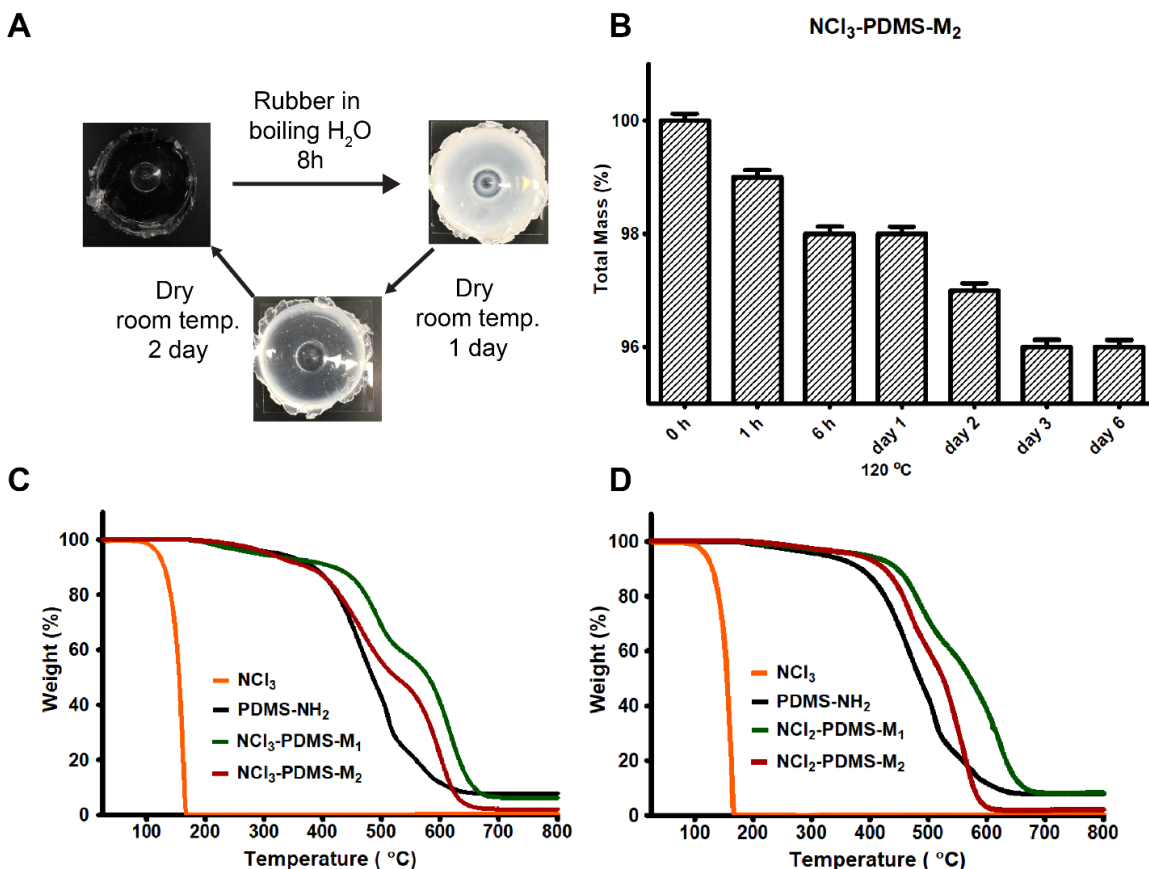 A
Rubber in
boiling H₂O
8h
Dry
room temp.
2 day
Dry
room temp.
1 day
B
NCl₃-PDMS-M₂
Total Mass (%)
100
98
96
0 h
1 h
6 h
day 1
day 2
day 3
day 6
120 °C
C
Weight (%)
100
80
60
40
20
0
NCl₃
PDMS-NH₂
NCl₃-PDMS-M₁
NCl₃-PDMS-M₂
100 200 300 400 500 600 700 800
Temperature ( °C)
D
Weight (%)
100
80
60
40
20
0
NCl₃
PDMS-NH₂
NCl₂-PDMS-M₁
NCl₂-PDMS-M₂
100 200 300 400 500 600 700 800
Temperature ( °C)